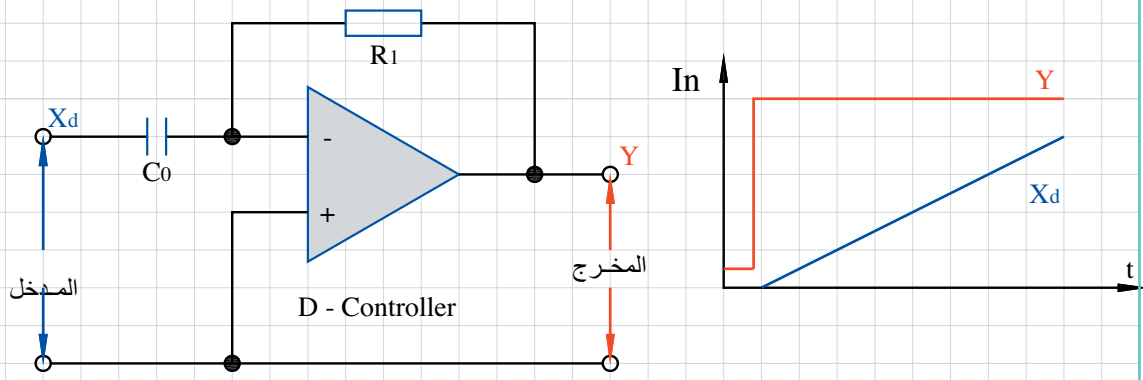 R1
Xd
C0
-
+
Y
المدخل
المخرج
D - Controller
In
Y
Xd
t